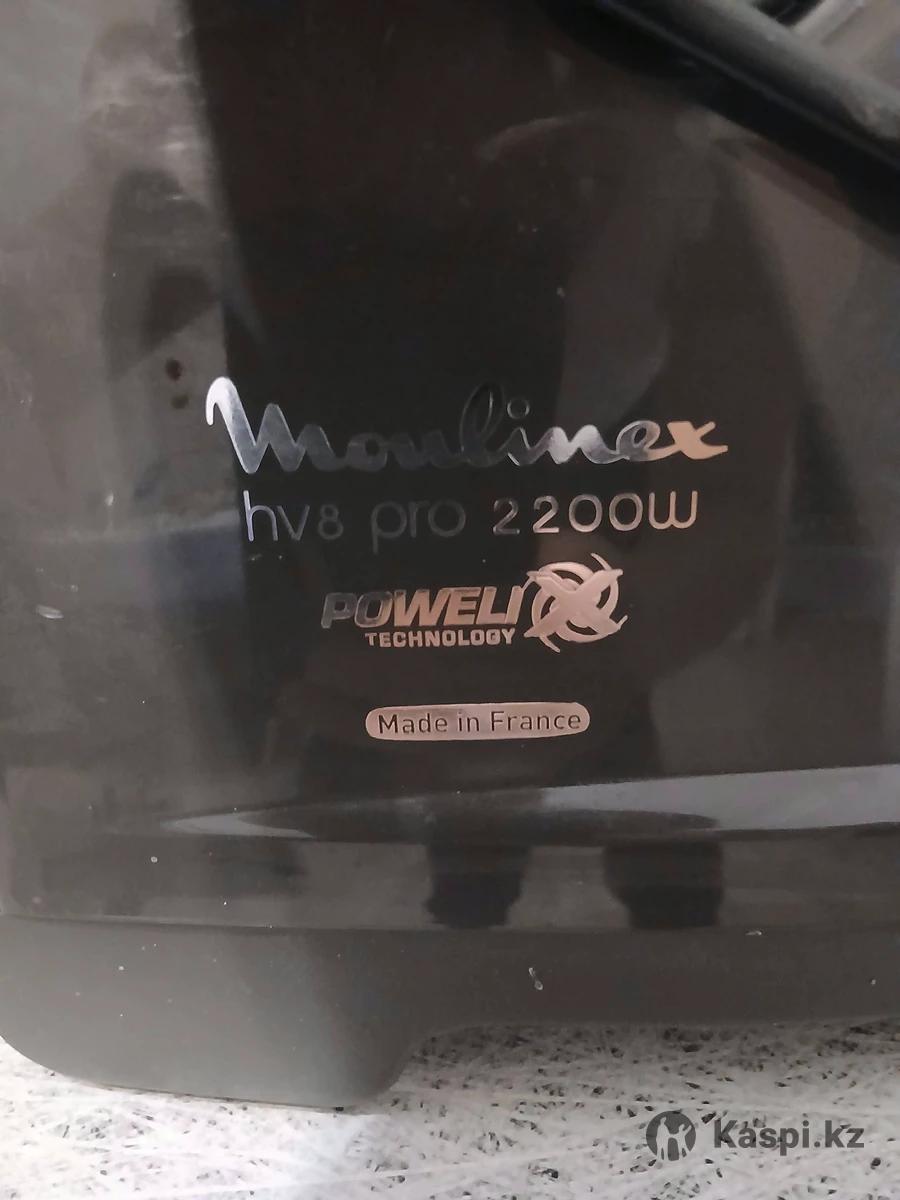 Moulinex
hv8 pro 2200W
POWELIX
TECHNOLOGY
Made in France
Kaspi.kz